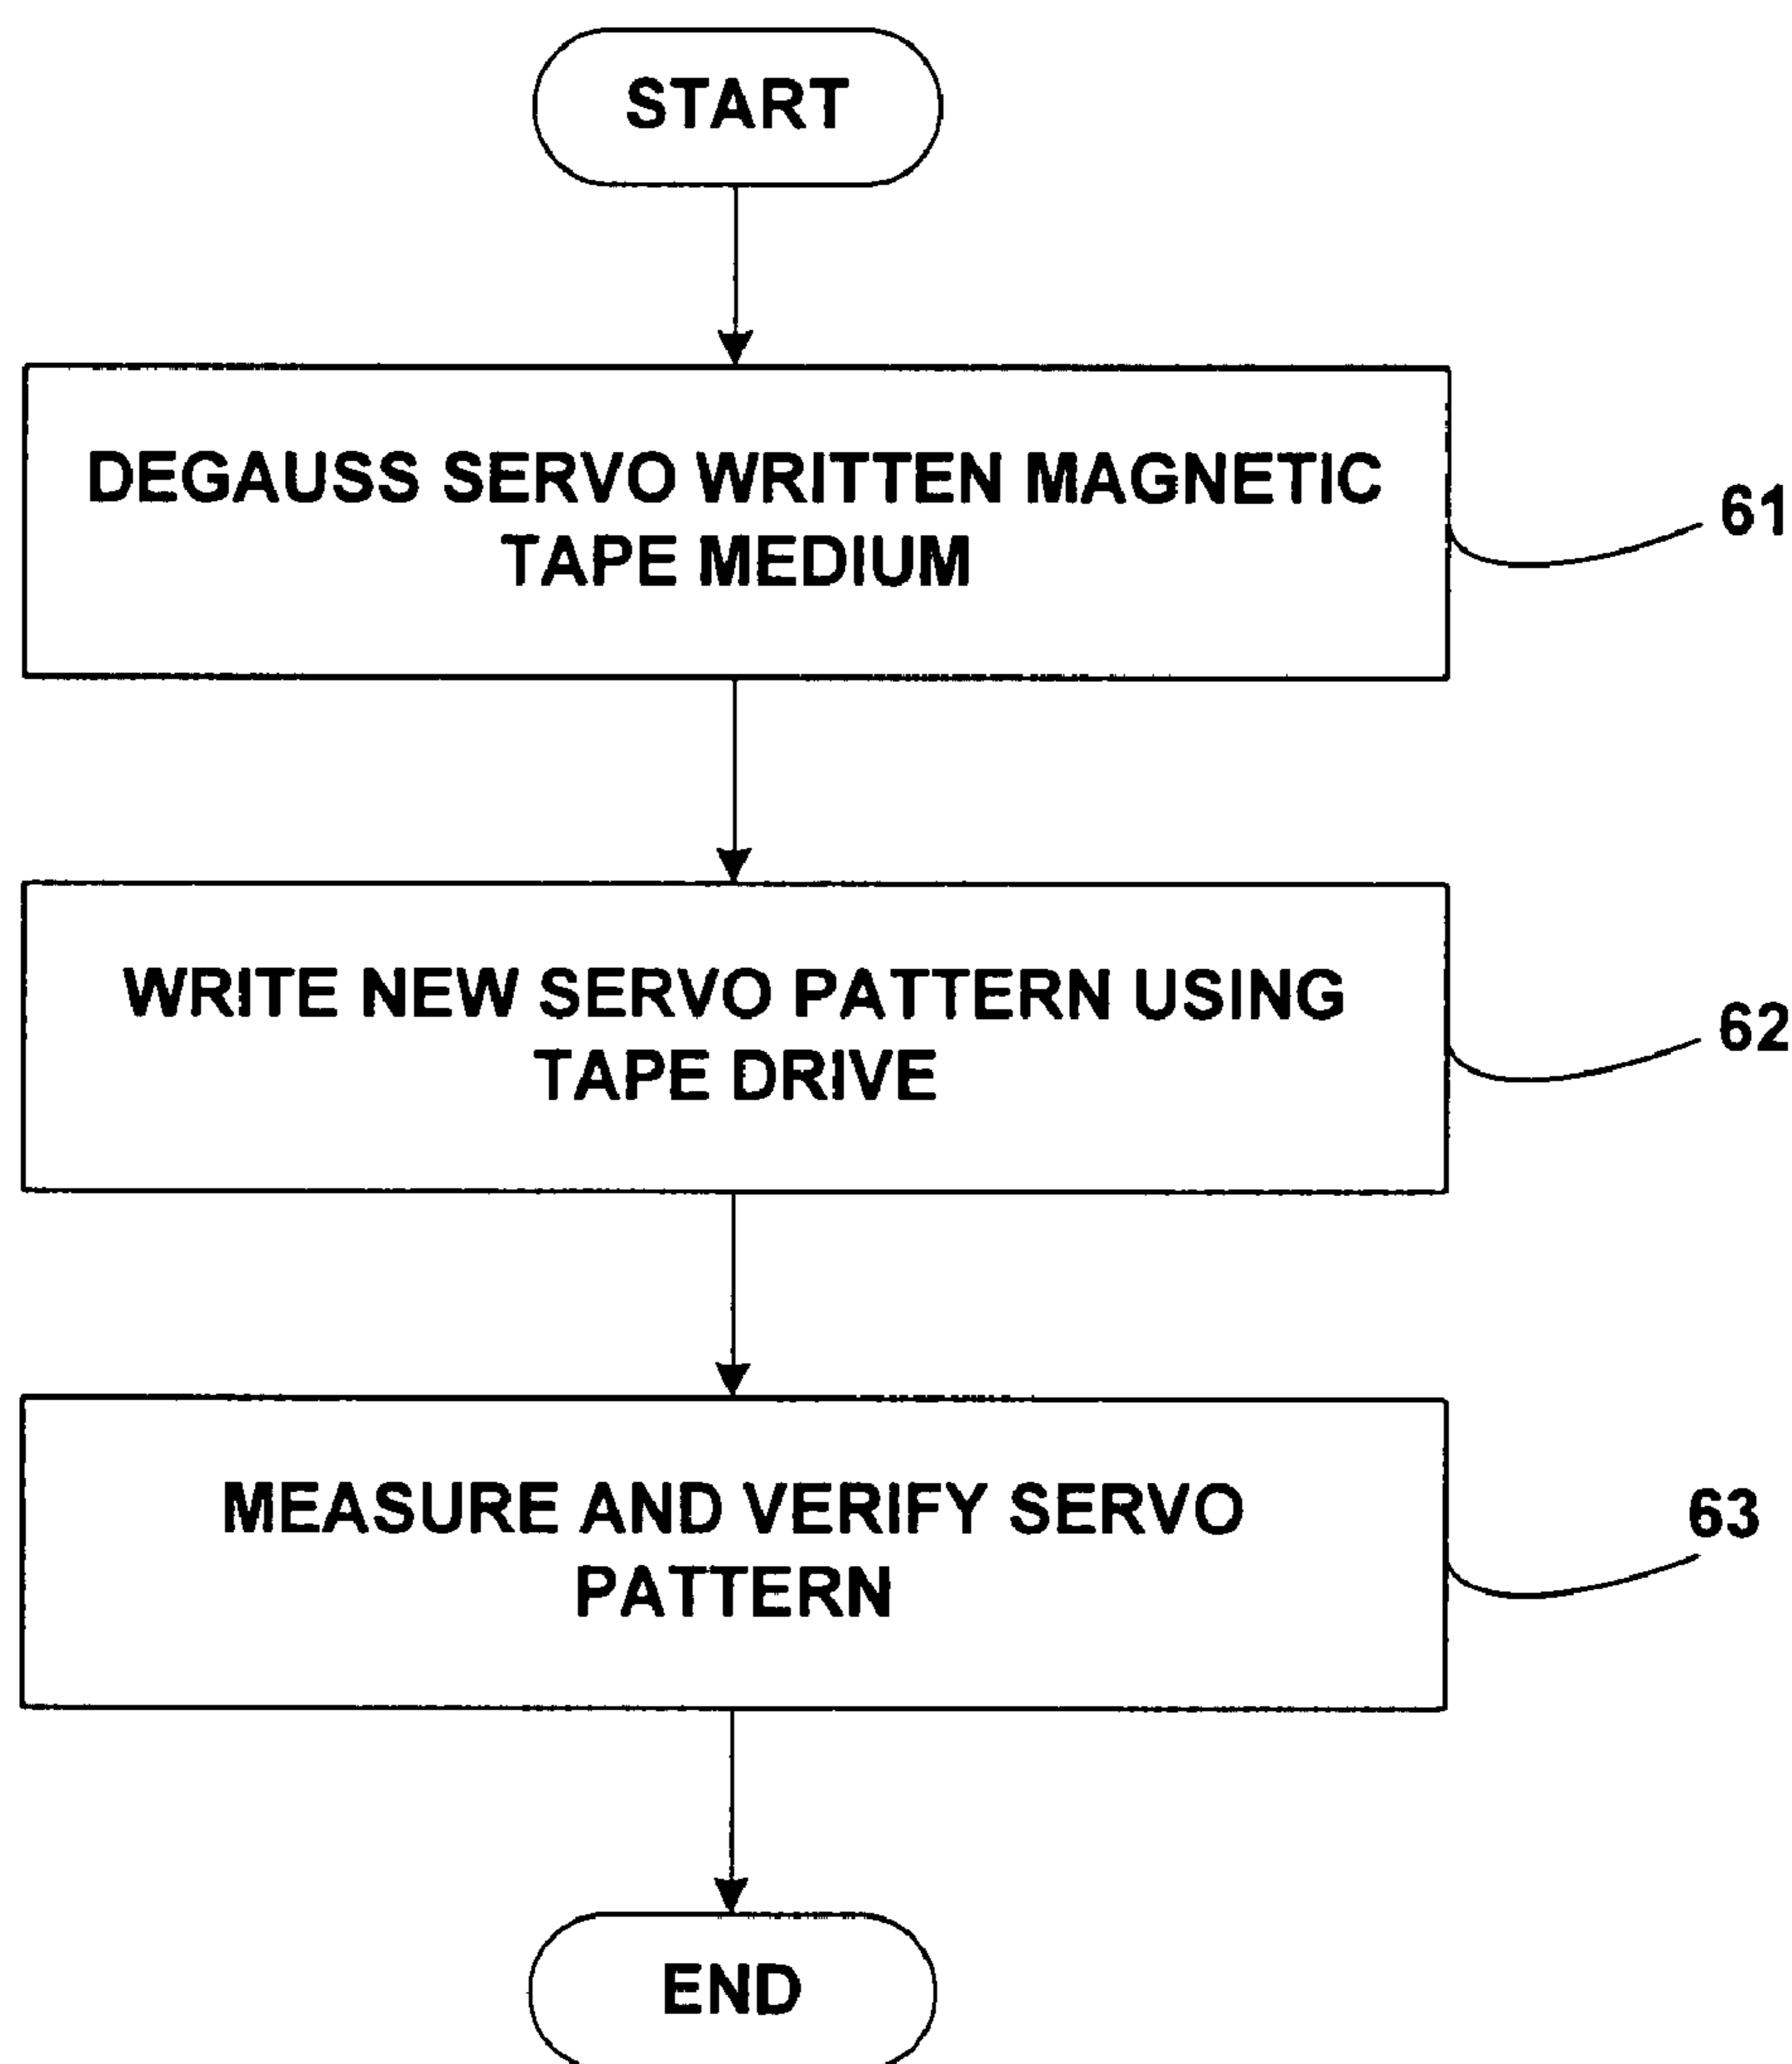 START
DEGAUSS SERVO WRITTEN MAGNETIC
TAPE MEDIUM
61
WRITE NEW SERVO PATTERN USING
TAPE DRIVE
62
MEASURE AND VERIFY SERVO
PATTERN
63
END